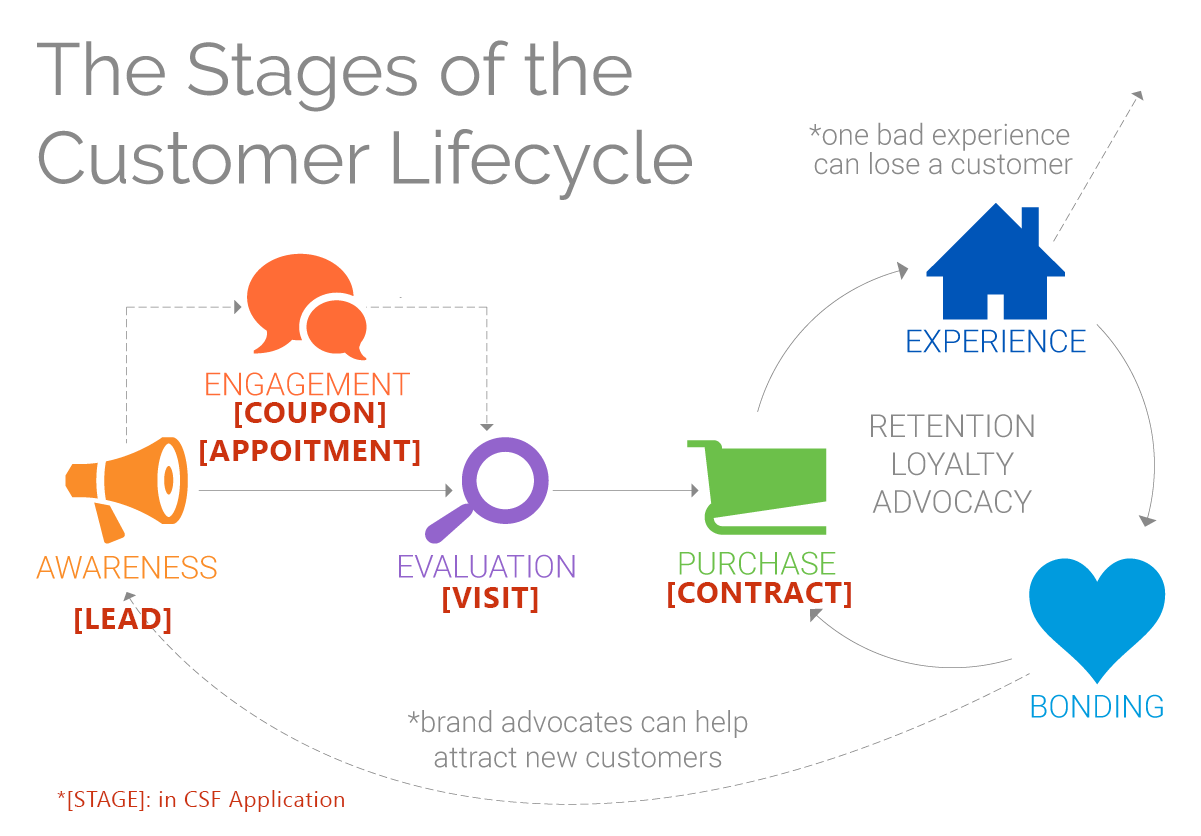 The Stages of the
Customer Lifecycle
*one bad experience
can lose a customer
EXPERIENCE
ENGAGEMENT
[COUPON]
[APPOITMENT]
RETENTION
LOYALTY
ADVOCACY
AWARENESS
[LEAD]
EVALUATION
[VISIT]
PURCHASE
[CONTRACT]
BONDING
*brand advocates can help
attract new customers
*[STAGE]: in CSF Application